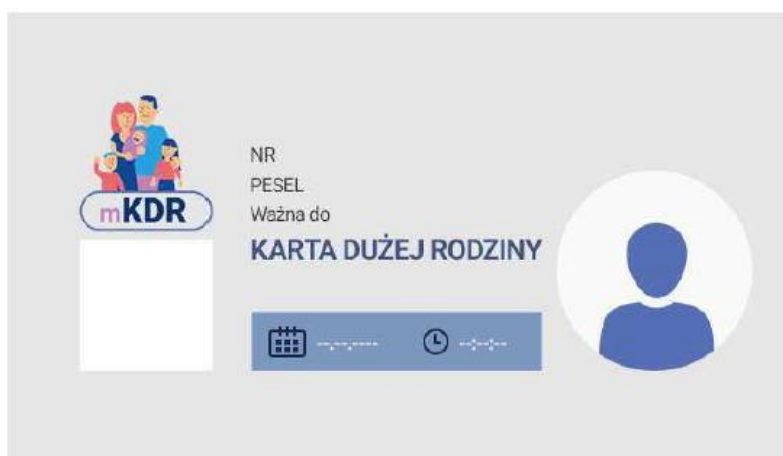 mKDR
NR
PESEL
Ważna do
KARTA DUŻEJ RODZINY
--.--.---- --:--:--